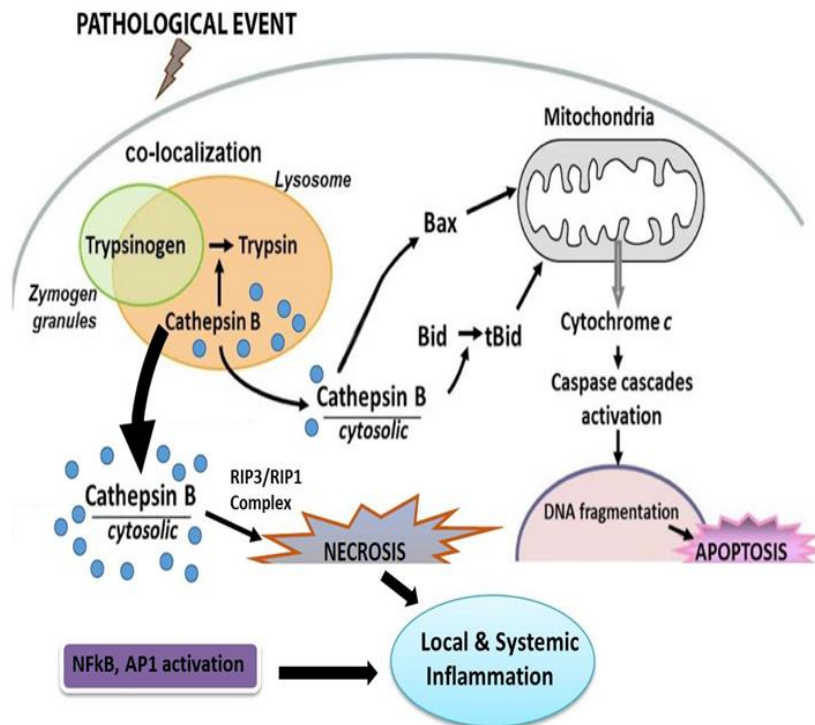 PATHOLOGICAL EVENT
co-localization
Lysosome
Trypsinogen
Trypsin
Zymogen
granules
Cathepsin B
Bax
Mitochondria
Bid
tBid
Cathepsin B
cytosolic
Cytochrome c
Caspase cascades
activation
Cathepsin B
cytosolic
RIP3/RIP1
Complex
NECROSIS
DNA fragmentation
APOPTOSIS
NFkB, AP1 activation
Local & Systemic
Inflammation